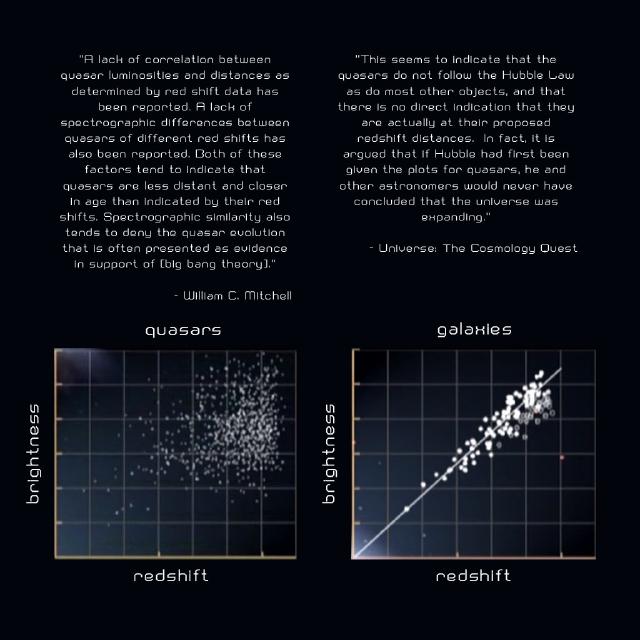 "A lack of correlation between
quasar luminosities and distances as
determined by red shift data has
been reported. A lack of
spectrographic differences between
quasars of different red shifts has
also been reported. Both of these
factors tend to indicate that
quasars are less distant and closer
in age than indicated by their red
shifts. Spectrographic similarity also
tends to deny the quasar evolution
that is often presented as evidence
in support of [big bang theory]."
- William C. Mitchell
"This seems to indicate that the
quasars do not follow the Hubble Law
as do most other objects, and that
there is no direct indication that they
are actually at their proposed
redshift distances. In fact, it is
argued that if Hubble had first been
given the plots for quasars, he and
other astronomers would never have
concluded that the universe was
expanding."
- Universe: The Cosmology Quest
quasars
brightness
redshift
galaxies
brightness
redshift